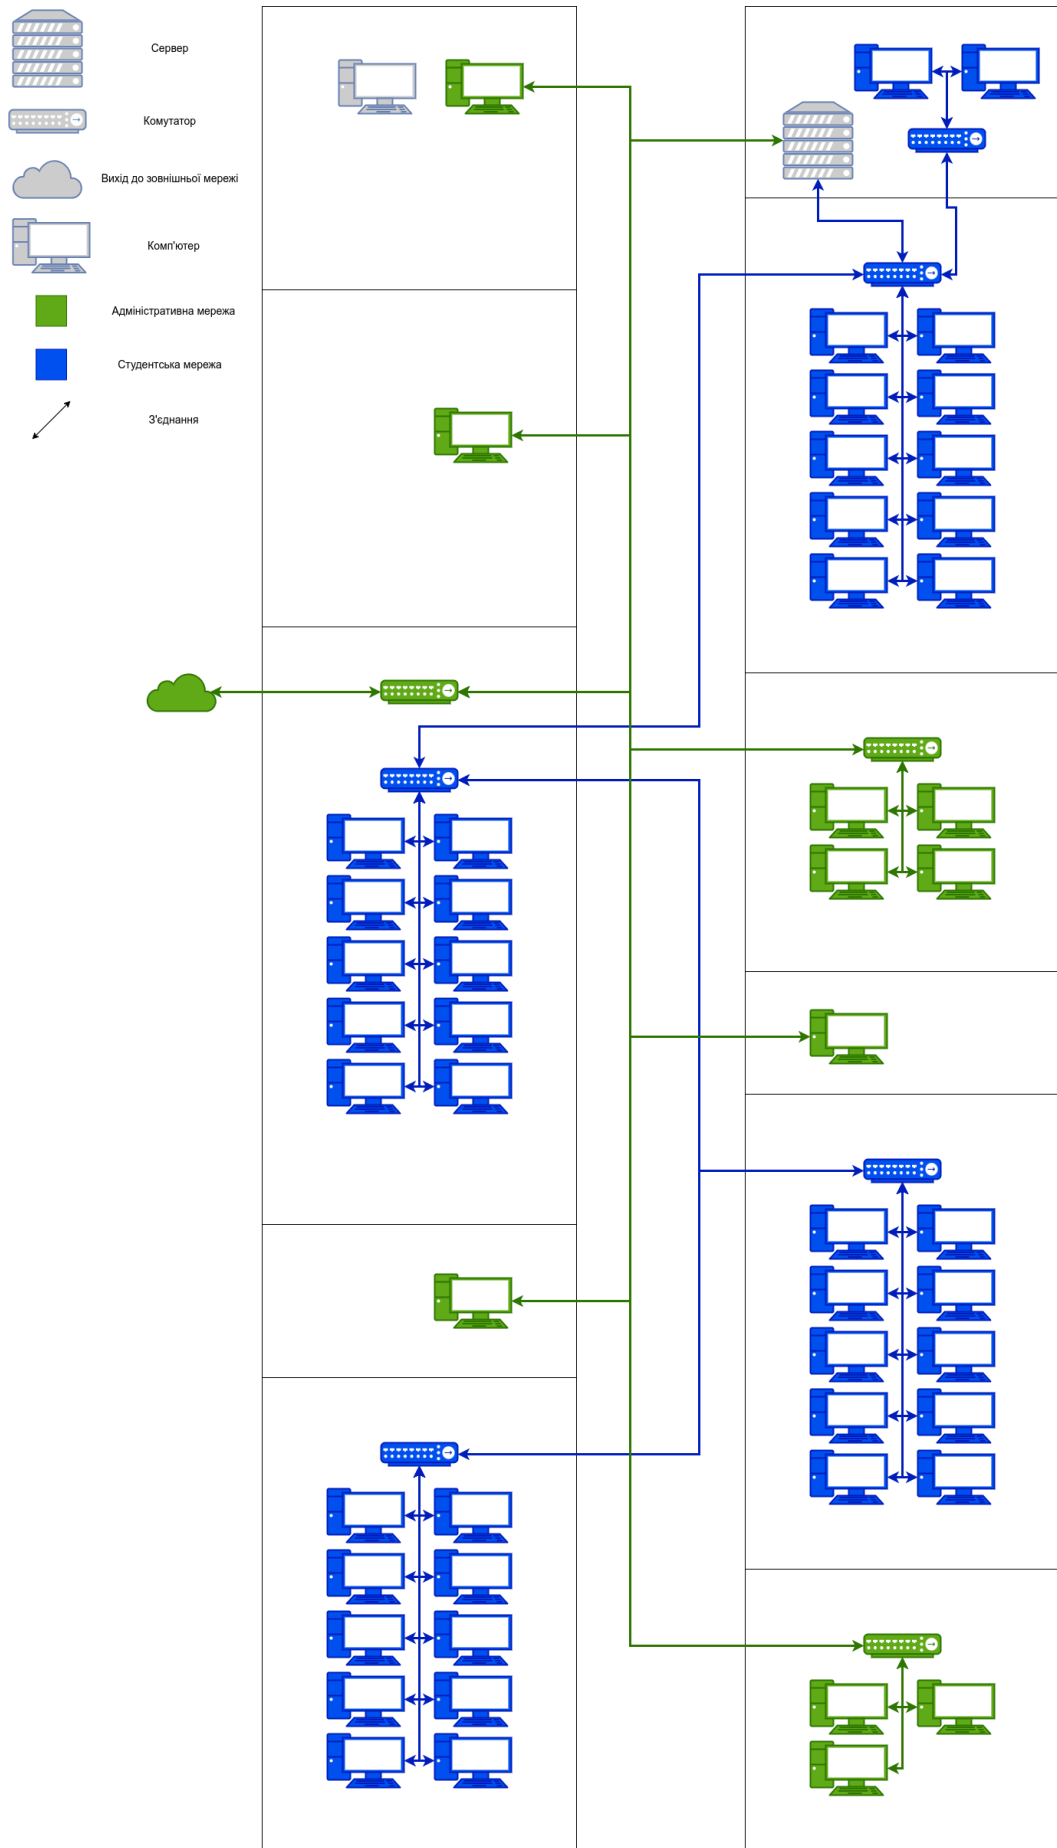 Сервер
Комутатор
Вихід до зовнішньої мережі
Комп'ютер
Адміністративна мережа
Студентська мережа
З'єднання